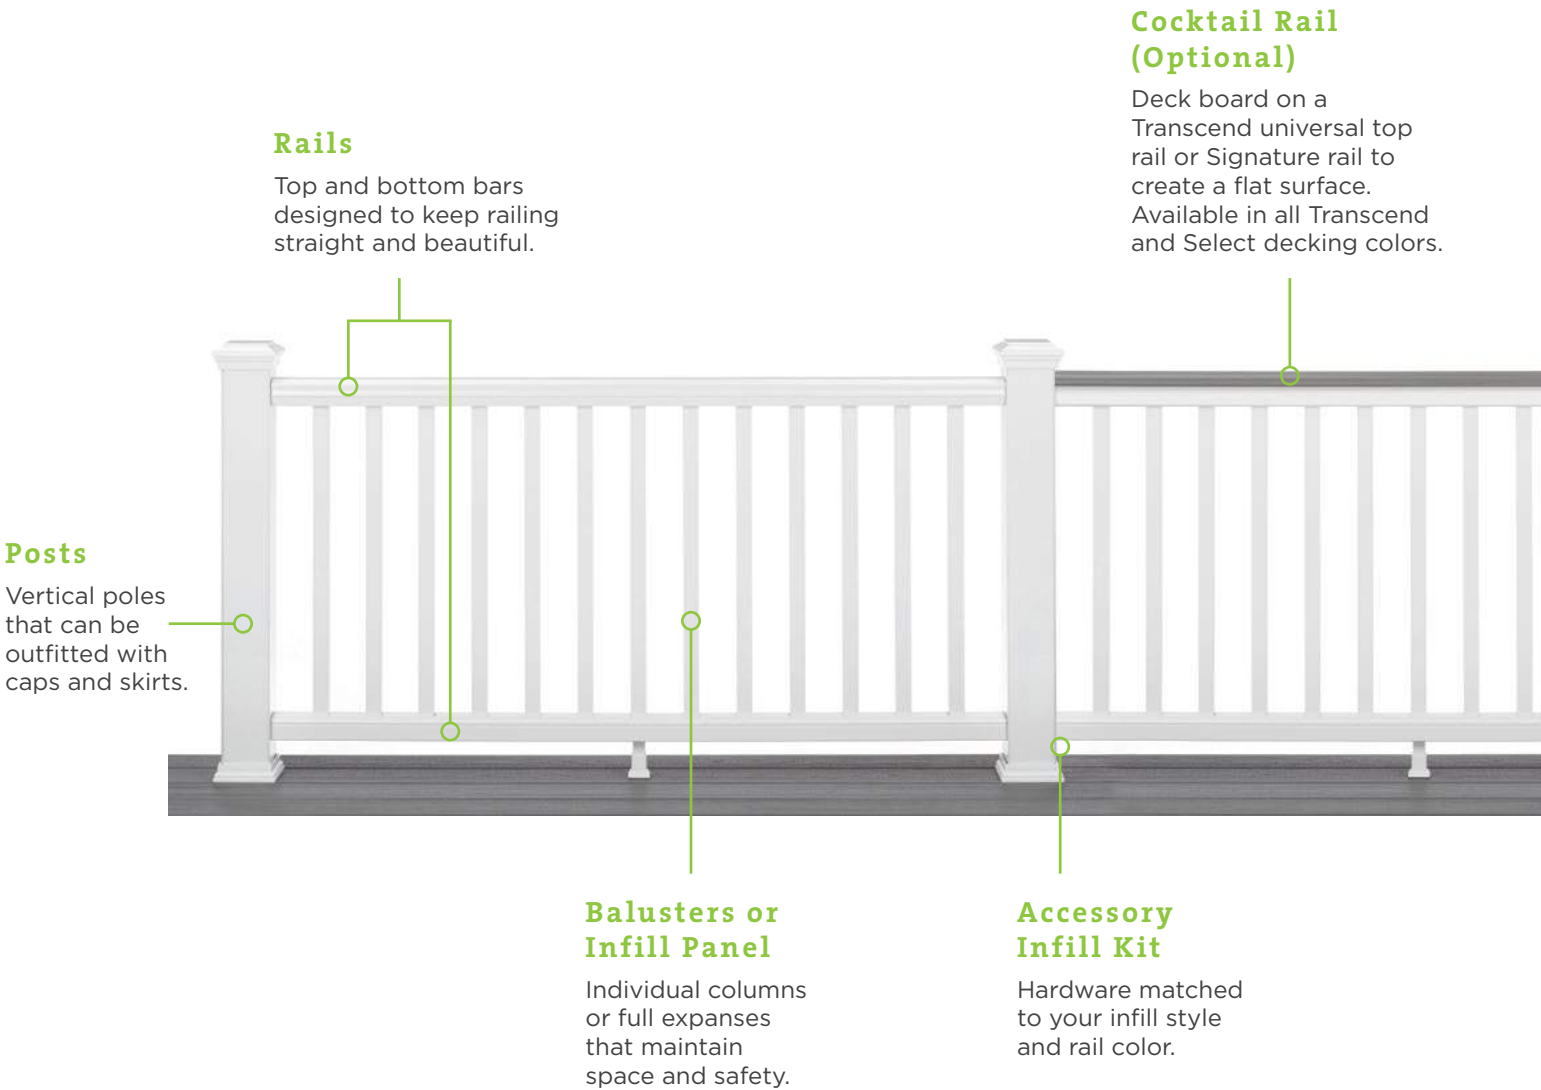 Cocktail Rail
(Optional)
Deck board on a
Transcend universal top
rail or Signature rail to
create a flat surface.
Available in all Transcend
and Select decking colors.
Rails
Top and bottom bars
designed to keep railing
straight and beautiful.
Posts
Vertical poles
that can be
outfitted with
caps and skirts.
Balusters or
Infill Panel
Individual columns
or full expanses
that maintain
space and safety.
Accessory
Infill Kit
Hardware matched
to your infill style
and rail color.